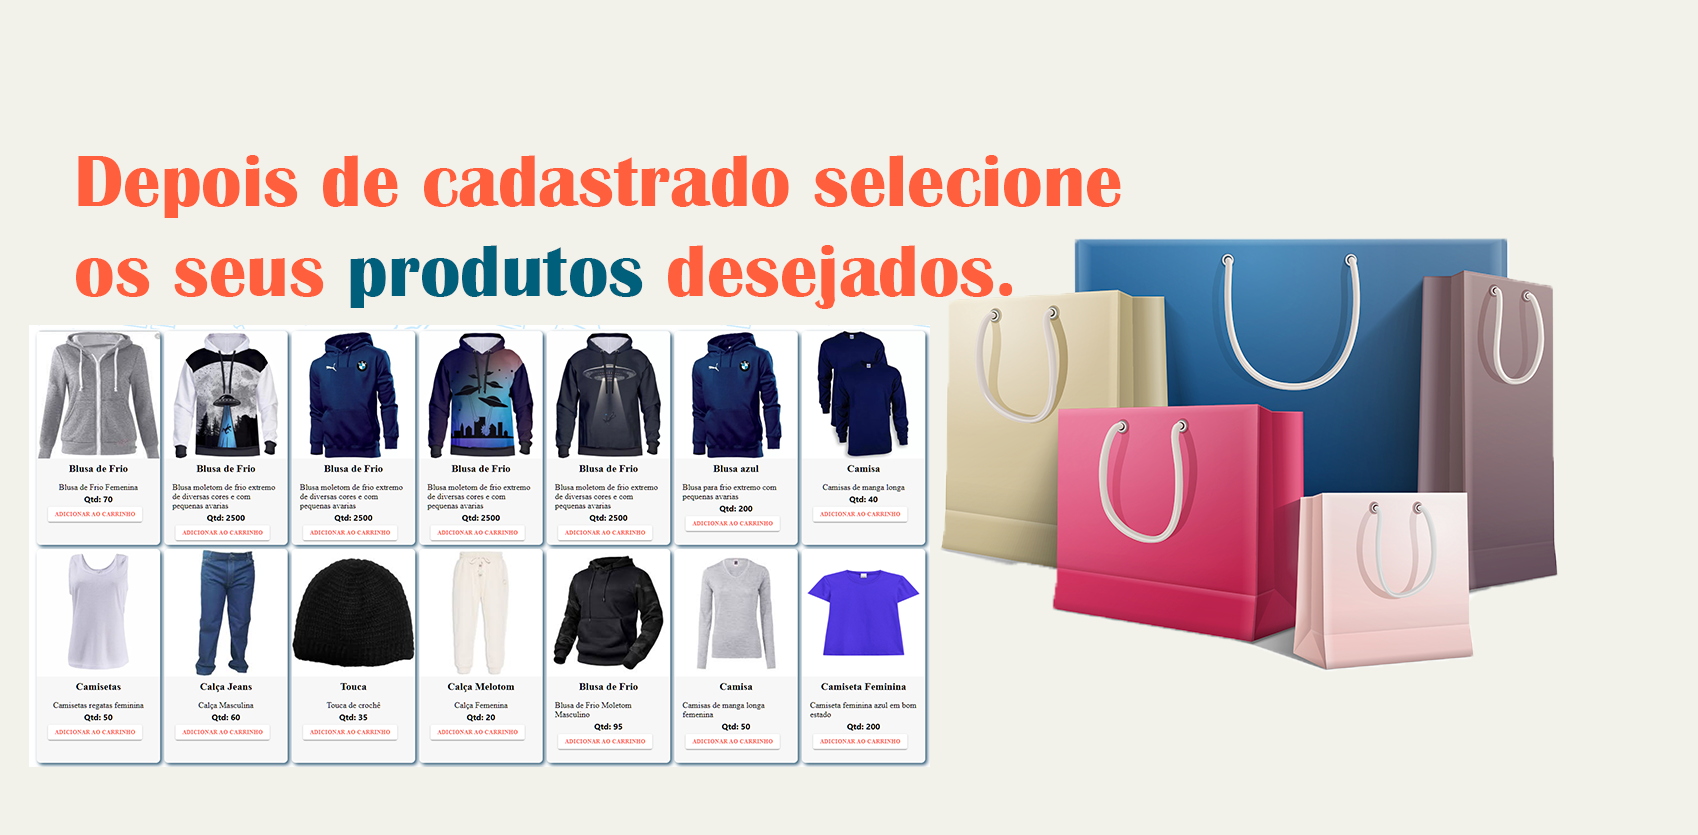 Depois de cadastrado selecione
os seus produtos desejados.
Blusa de Frio
Blusa de Frio Feminina
Qtd: 70
ADICIONAR AO CARRINHO
Blusa de Frio
Blusa moletom de frio extremo
de diversas cores e com
pequenas avarias
Qtd: 2500
ADICIONAR AO CARRINHO
Blusa de Frio
Blusa moletom de frio extremo
de diversas cores e com
pequenas avarias
Qtd: 2500
ADICIONAR AO CARRINHO
Blusa de Frio
Blusa moletom de frio extremo
de diversas cores e com
pequenas avarias
Qtd: 2500
ADICIONAR AO CARRINHO
Blusa de Frio
Blusa moletom de frio extremo
de diversas cores e com
pequenas avarias
Qtd: 2500
ADICIONAR AO CARRINHO
Blusa azul
Blusa para frio extremo com
pequenas avarias
Qtd: 200
ADICIONAR AO CARRINHO
Camisa
Camisas de manga longa
Qtd: 40
ADICIONAR AO CARRINHO
Camisetas
Camisetas regatas feminina
Qtd: 50
ADICIONAR AO CARRINHO
Calça Jeans
Calça Masculina
Qtd: 60
ADICIONAR AO CARRINHO
Touca
Touca de crochê
Qtd: 35
ADICIONAR AO CARRINHO
Calça Melotom
Calça Femenina
Qtd: 20
ADICIONAR AO CARRINHO
Blusa de Frio
Blusa de Frio Moletom
Masculino
Qtd: 95
ADICIONAR AO CARRINHO
Camisa
Camisas de manga longa
femenina
Qtd: 50
ADICIONAR AO CARRINHO
Camiseta Feminina
Camiseta feminina azul em bom
estado
Qtd: 200
ADICIONAR AO CARRINHO